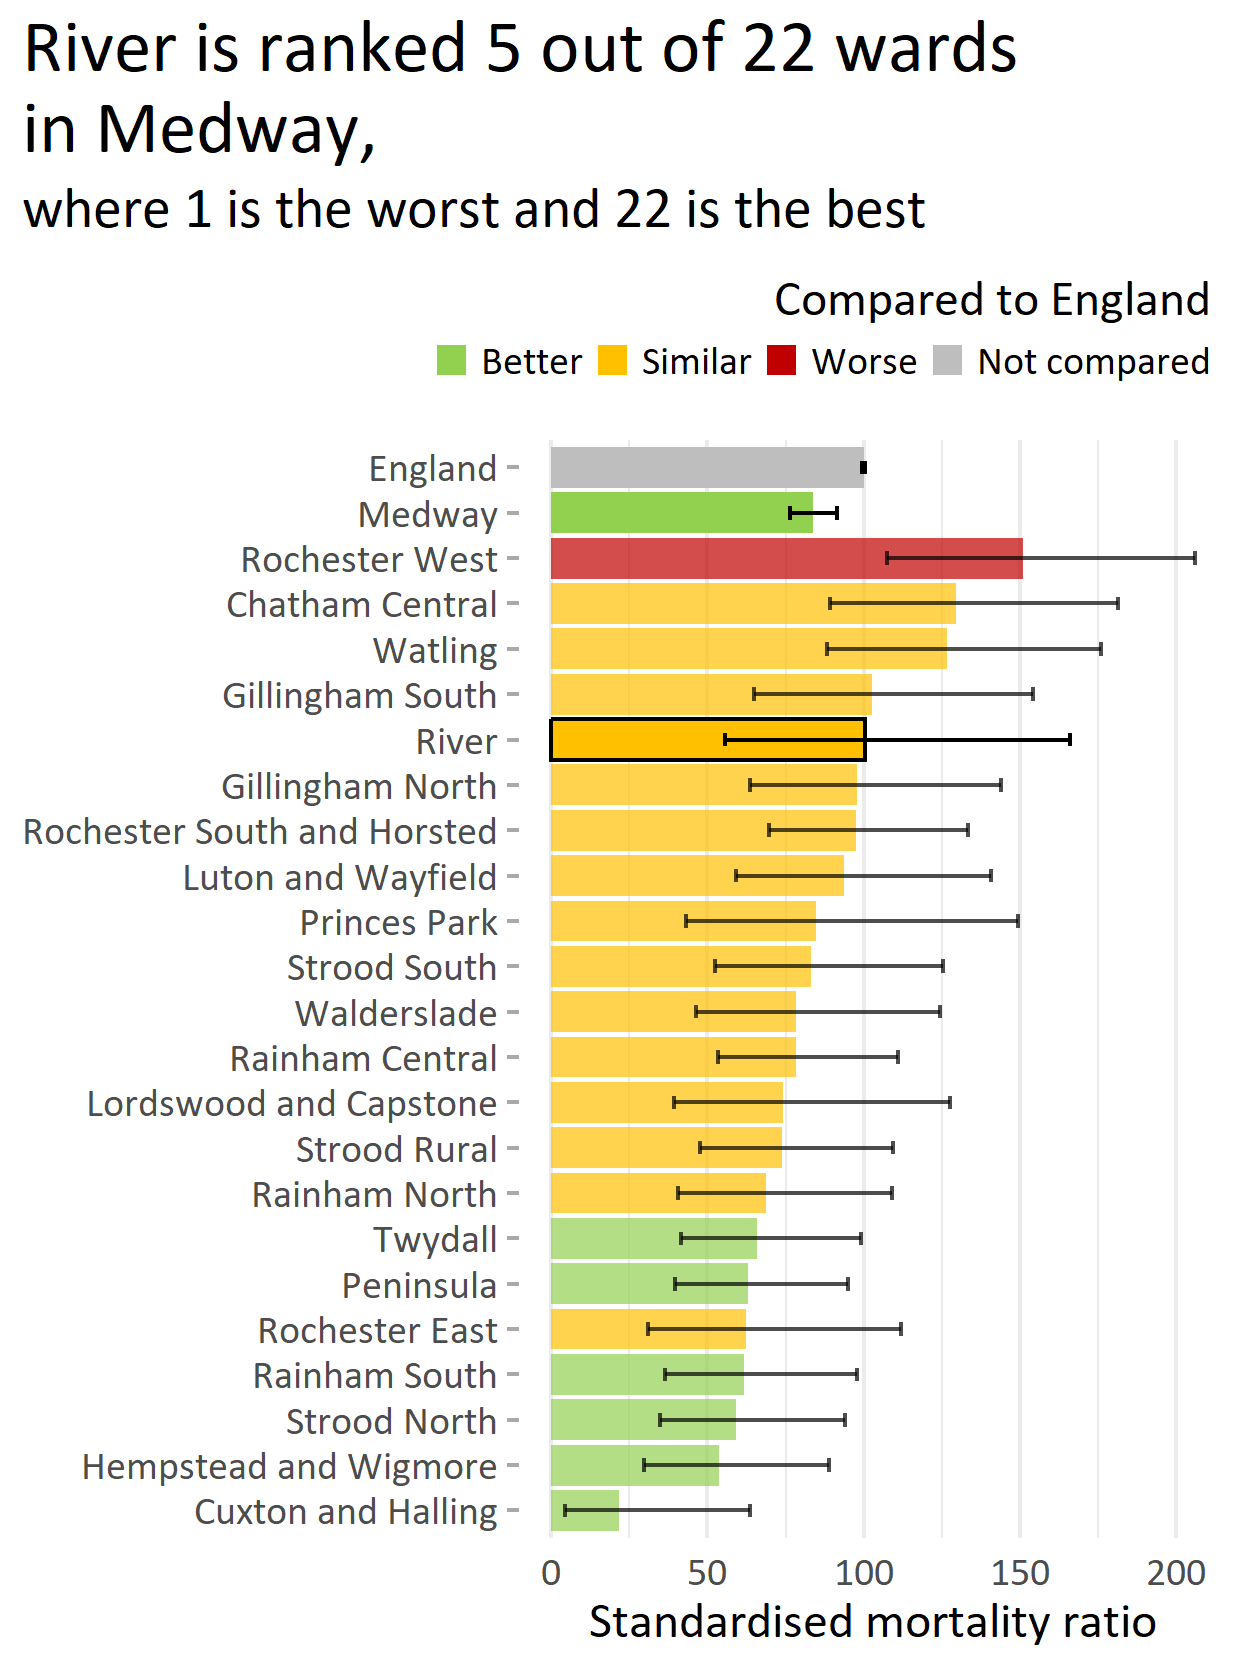 River is ranked 5 out of 22 wards
in Medway,
where 1 is the worst and 22 is the best
Compared to England
Better Similar Worse Not compared
England
Medway
Rochester West
Chatham Central
Watling
Gillingham South
River
Gillingham North
Rochester South and Horsted
Luton and Wayfield
Princes Park
Strood South
Walderslade
Rainham Central
Lordswood and Capstone
Strood Rural
Rainham North
Twydall
Peninsula
Rochester East
Rainham South
Strood North
Hempstead and Wigmore
Cuxton and Halling
0 50 100 150 200
Standardised mortality ratio